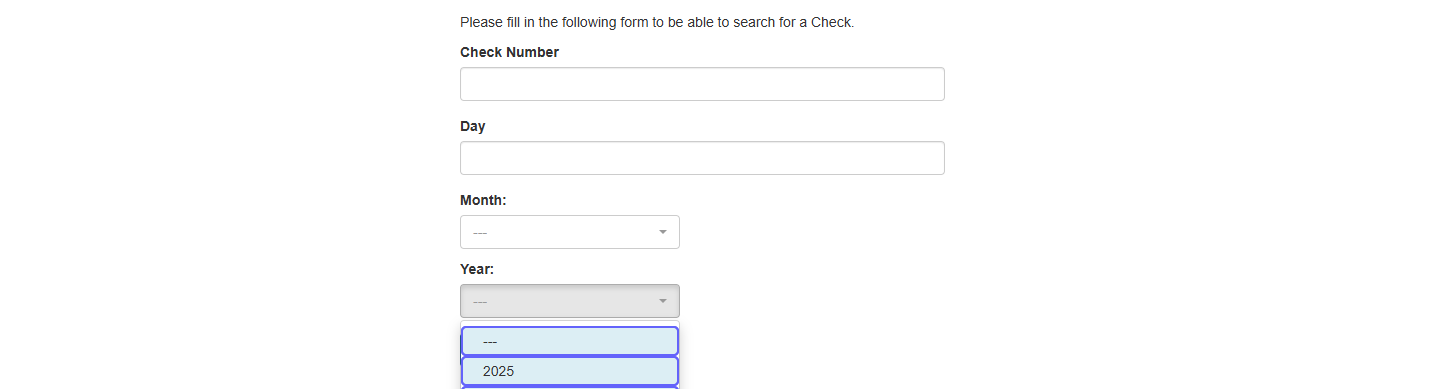 Please fill in the following form to be able to search for a Check.
Check Number
Day
Month:
---
Year:
---
---
2025